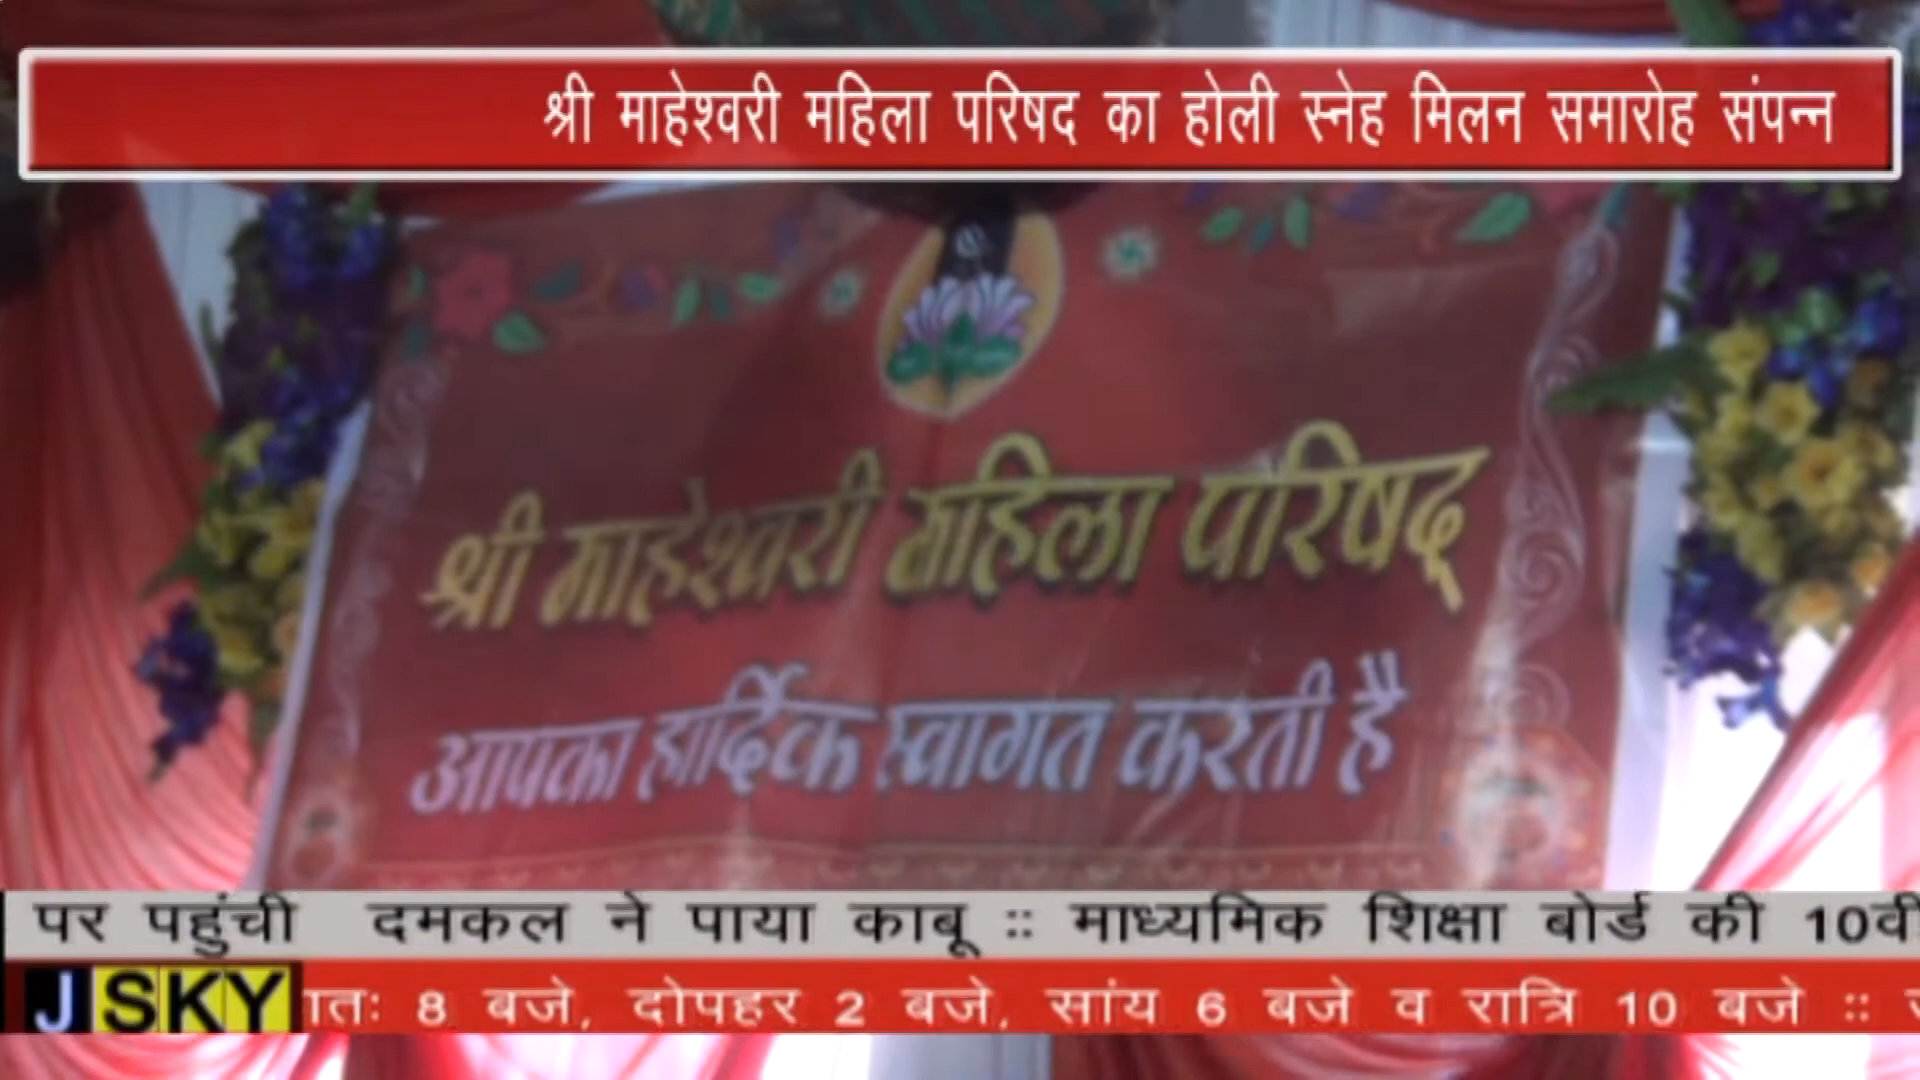 श्री माहेश्वरी महिला परिषद का होली स्नेह मिलन समारोह संपन्न
श्री माहेश्वरी महिला परिषद्
आपका हार्दिक स्वागत करती है
पर पहुंची दमकल ने पाया काबू :: माध्यमिक शिक्षा बोर्ड की 10वी
JSKY
8 बजे, दोपहर 2 बजे, सांय 6 बजे व रात्रि 10 बजे ::